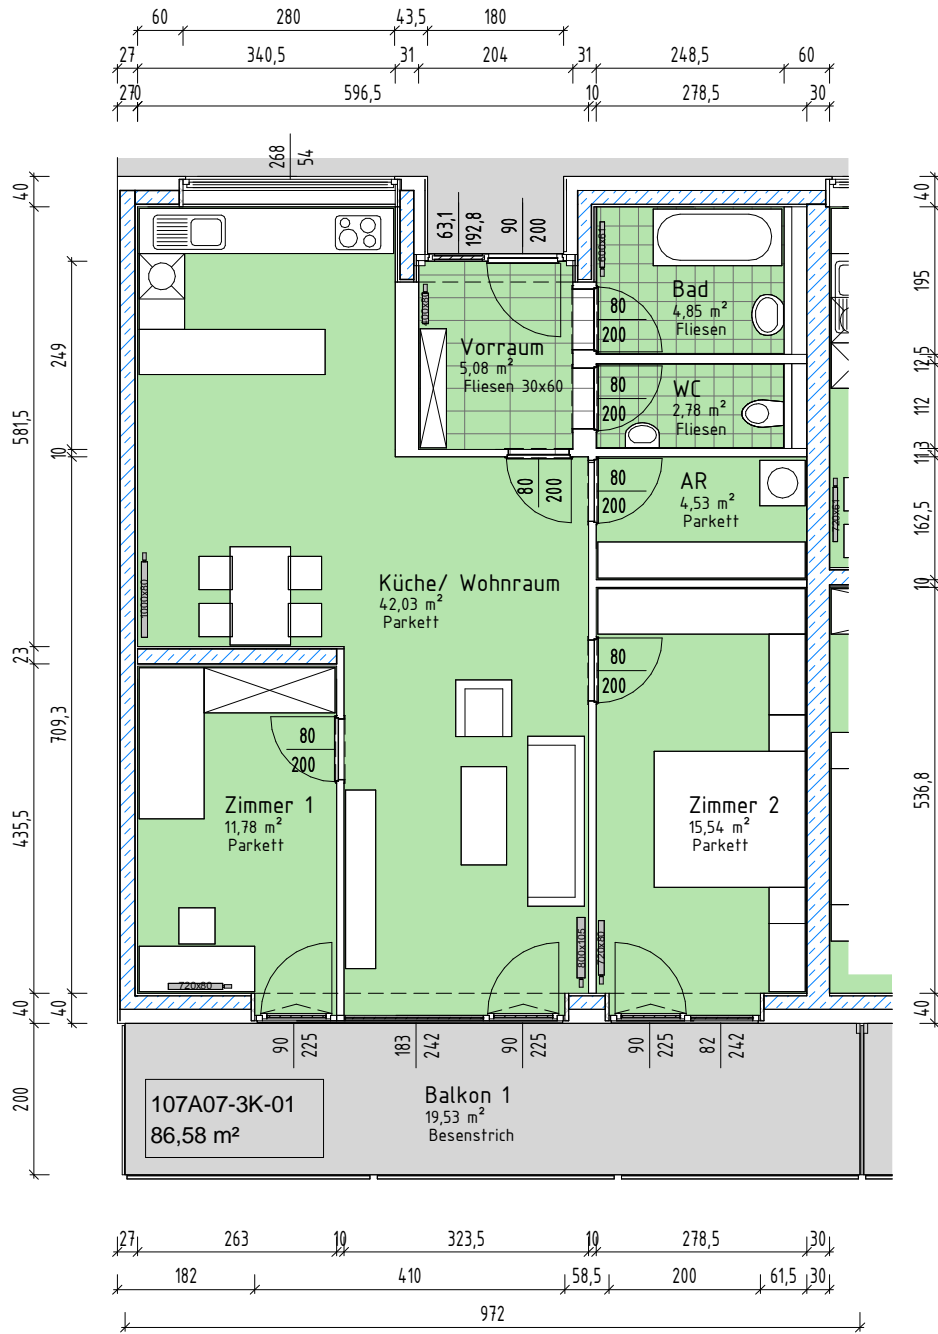 60 280 43,5 180
27 340,5 31 204 31 248,5 60
270 596,5 10 278,5 30
268
54
40
40
63,1
192,8
90
200
600x61
Bad
4,85 m²
Fliesen
80
200
195
400x80
Vorraum
5,08 m²
Fliesen 30x60
249
12,5
80
200
WC
2,78 m²
Fliesen
112
581,5
10
11,3
80
200
80
200
AR
4,53 m²
Parkett
720x61
162,5
1000x80
Küche/ Wohnraum
42,03 m²
Parkett
10
23
80
200
709,3
80
200
536,8
435,5
Zimmer 1
11,78 m²
Parkett
Zimmer 2
15,54 m²
Parkett
800x105
720x80
720x80
40
40
40
90
225
183
242
90
225
90
225
82
242
200
107A07-3K-01
86,58 m²
Balkon 1
19,53 m²
Besenstrich
27 263 10 323,5 10 278,5 30
182 410 58,5 200 61,5 30
972